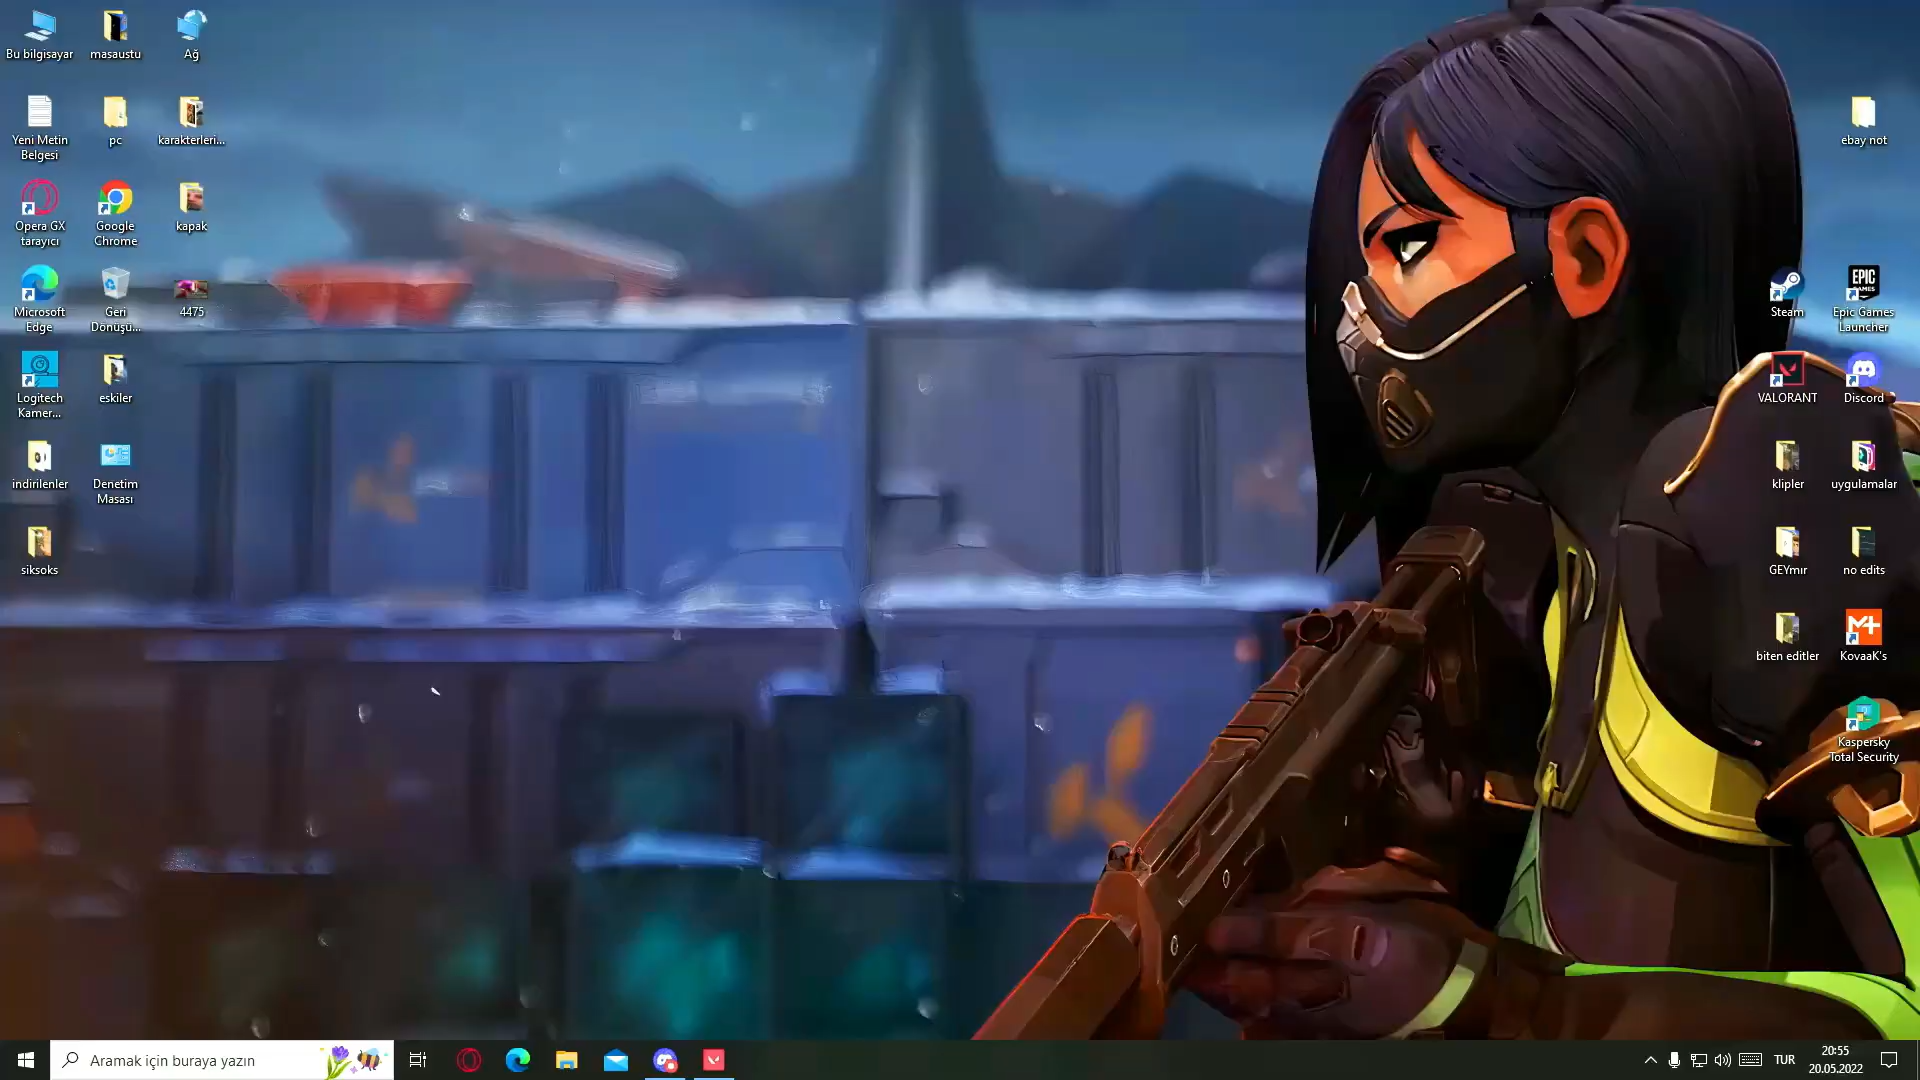 Bu bilgisayar
masaustu
Ağ
Yeni Metin
Belgesi
pc
karakterleri...
ebay not
Opera GX
tarayıcı
Google
Chrome
kapak
Microsoft
Edge
Geri
Dönüşü...
4475
Steam
EPIC
GAMES
Epic Games
Launcher
Logitech
Kamer...
eskiler
VALORANT
Discord
indirilenler
Denetim
Masası
klipler
uygulamalar
siksoks
GEYmır
no edits
biten editler
KovaaK's
Kaspersky
Total Security
Aramak için buraya yazın
TUR
20:55
20.05.2022